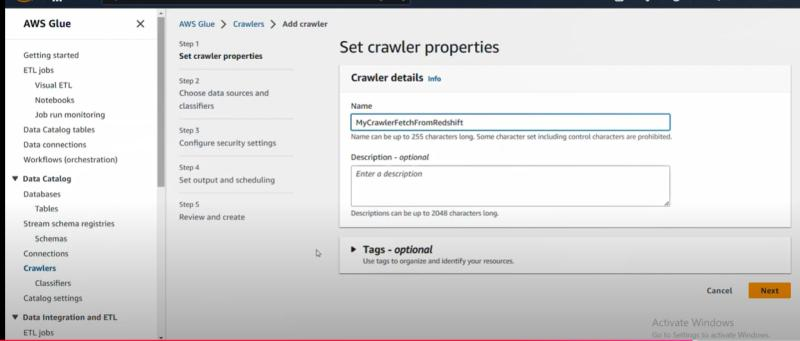 AWS Glue
Getting started
ETL jobs
Visual ETL
Notebooks
Job run monitoring
Data Catalog tables
Data connections
Workflows (orchestration)
Data Catalog
Databases
Tables
Stream schema registries
Schemas
Connections
Crawlers
Classifiers
Catalog settings
Data Integration and ETL
ETL jobs
AWS Glue > Crawlers > Add crawler
Step 1
Set crawler properties
Step 2
Choose data sources and
classifiers
Step 3
Configure security settings
Step 4
Set output and scheduling
Step 5
Review and create
Set crawler properties
Crawler details Info
Name
MyCrawlerFetchFromRedshift
Name can be up to 255 characters long. Some character set including control characters are prohibited.
Description - optional
Enter a description
Descriptions can be up to 2048 characters long.
Tags - optional
Use tags to organize and identify your resources.
Cancel Next
Activate Windows
Go to Settings to activate Windows.